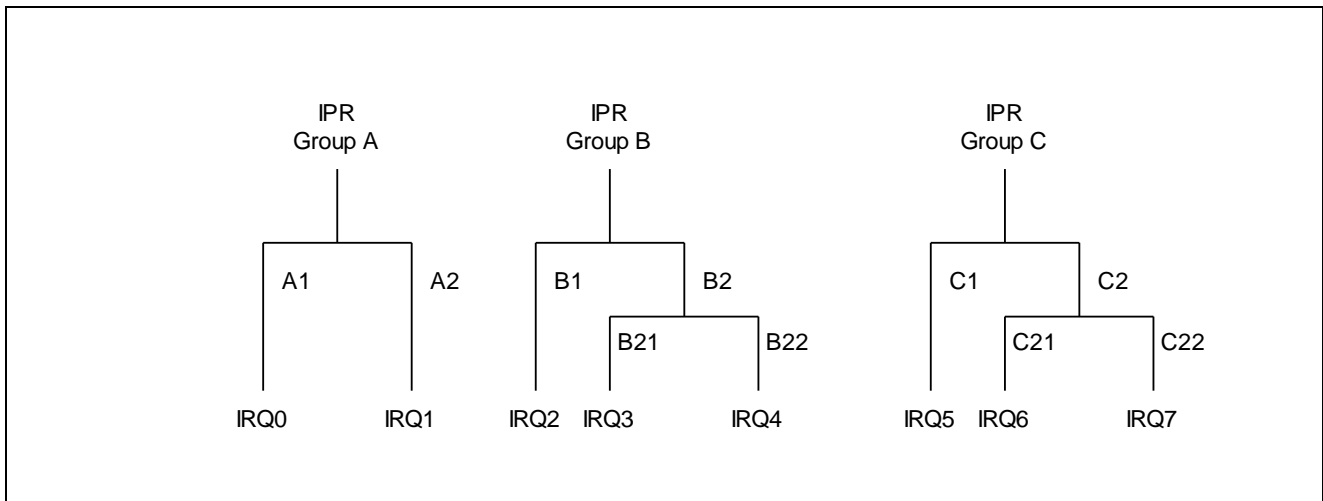 IPR IPR IPR
Group A Group B Group C
A1 A2 B1 B2 C1 C2
B21 B22 C21 C22
IRQ0 IRQ1 IRQ2 IRQ3 IRQ4 IRQ5 IRQ6 IRQ7